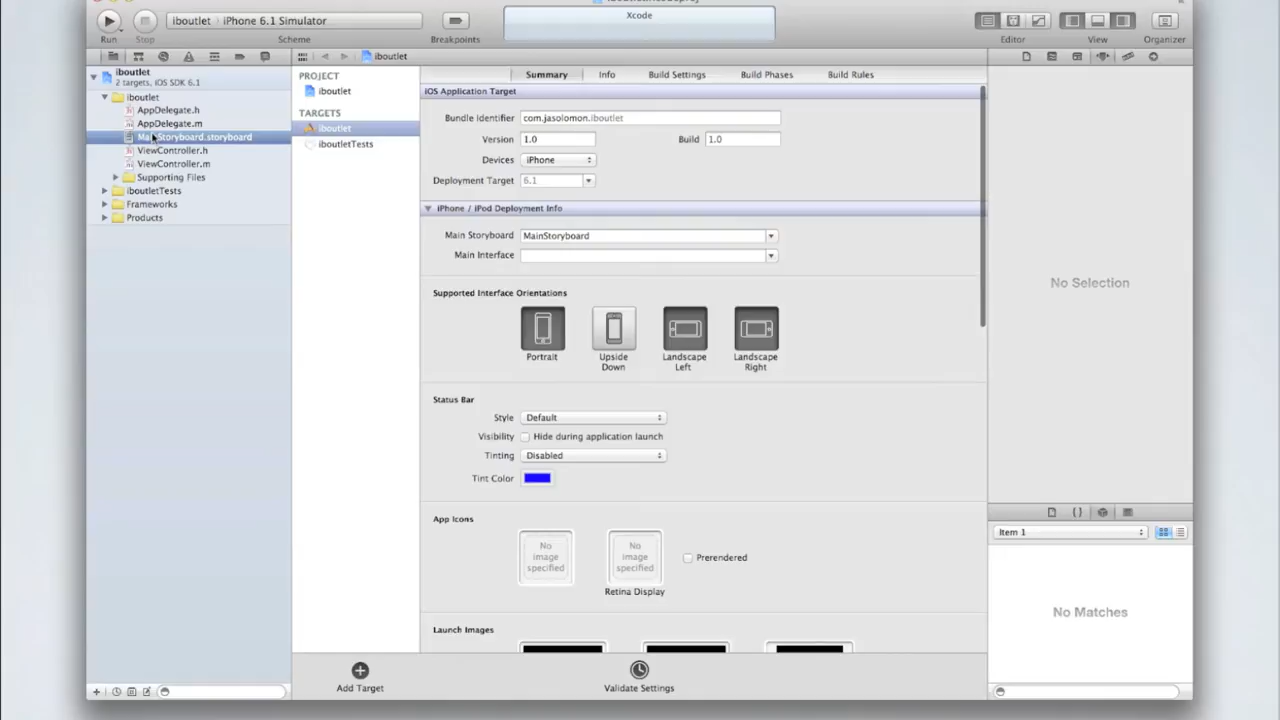 Xcode
iboutlet › iPhone 6.1 Simulator
Run
Stop
Scheme
Breakpoints
Editor
View
Organizer
iboutlet
2 targets, iOS SDK 6.1
iboutlet
AppDelegate.h
AppDelegate.m
MainStoryboard.storyboard
ViewController.h
ViewController.m
Supporting Files
iboutletTests
Frameworks
Products
iboutlet
PROJECT
iboutlet
TARGETS
iboutlet
iboutletTests
Summary
Info
Build Settings
Build Phases
Build Rules
iOS Application Target
Bundle Identifier com.jasolomon.iboutlet
Version 1.0 Build 1.0
Devices iPhone
Deployment Target 6.1
iPhone / iPod Deployment Info
Main Storyboard MainStoryboard
Main Interface
Supported Interface Orientations
Portrait
Upside Down
Landscape Left
Landscape Right
Status Bar
Style Default
Visibility Hide during application launch
Tinting Disabled
Tint Color
App Icons
No image specified
No image specified
Prerendered
Retina Display
Launch Images
Add Target
Validate Settings
No Selection
Item 1
No Matches